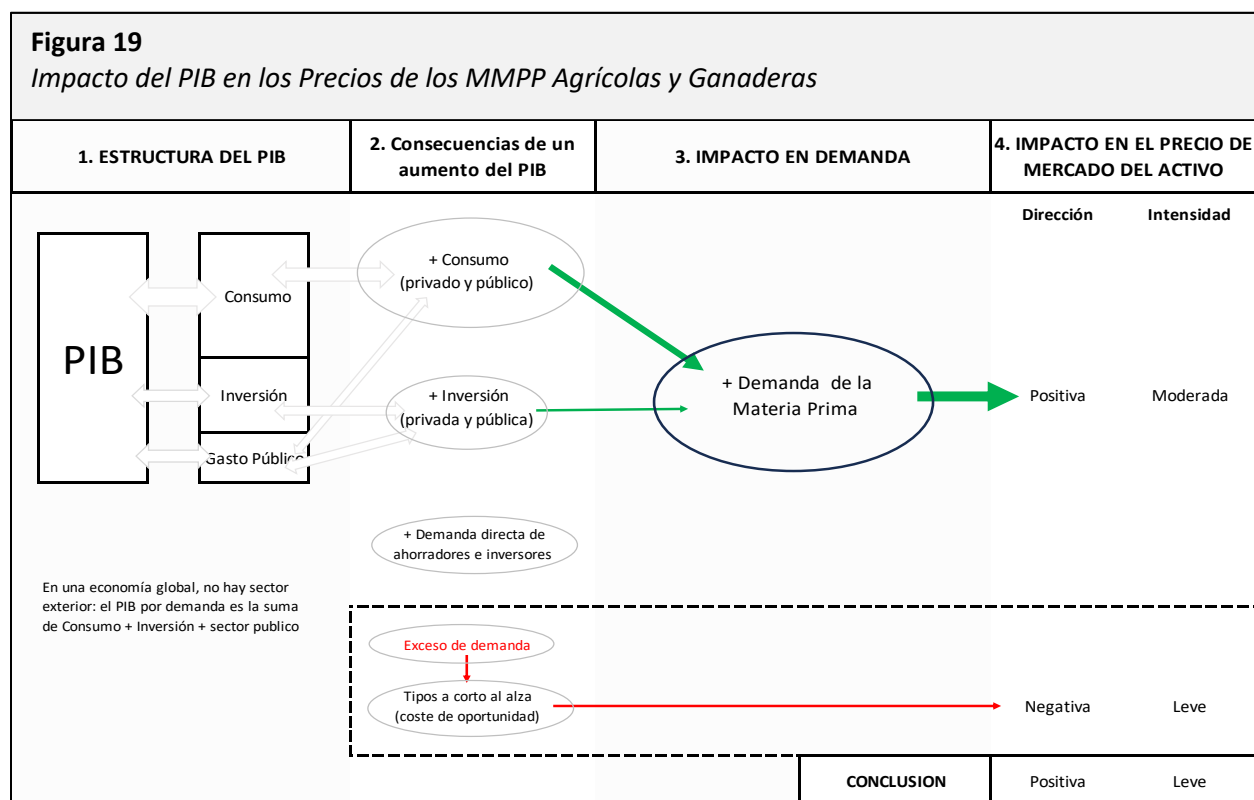 Figura 19
Impacto del PIB en los Precios de los MMPP Agrícolas y Ganaderas
1. ESTRUCTURA DEL PIB
2. Consecuencias de un
aumento del PIB
3. IMPACTO EN DEMANDA
4. IMPACTO EN EL PRECIO DE
MERCADO DEL ACTIVO
Dirección
Intensidad
PIB
Consumo
Inversión
Gasto Público
+ Consumo
(privado y público)
+ Inversión
(privada y pública)
+ Demanda de la
Materia Prima
Positiva
Moderada
+ Demanda directa de
ahorradores e inversores
En una economía global, no hay sector
exterior: el PIB por demanda es la suma
de Consumo + Inversión + sector publico
Exceso de demanda
Tipos a corto al alza
(coste de oportunidad)
Negativa
Leve
CONCLUSION
Positiva
Leve